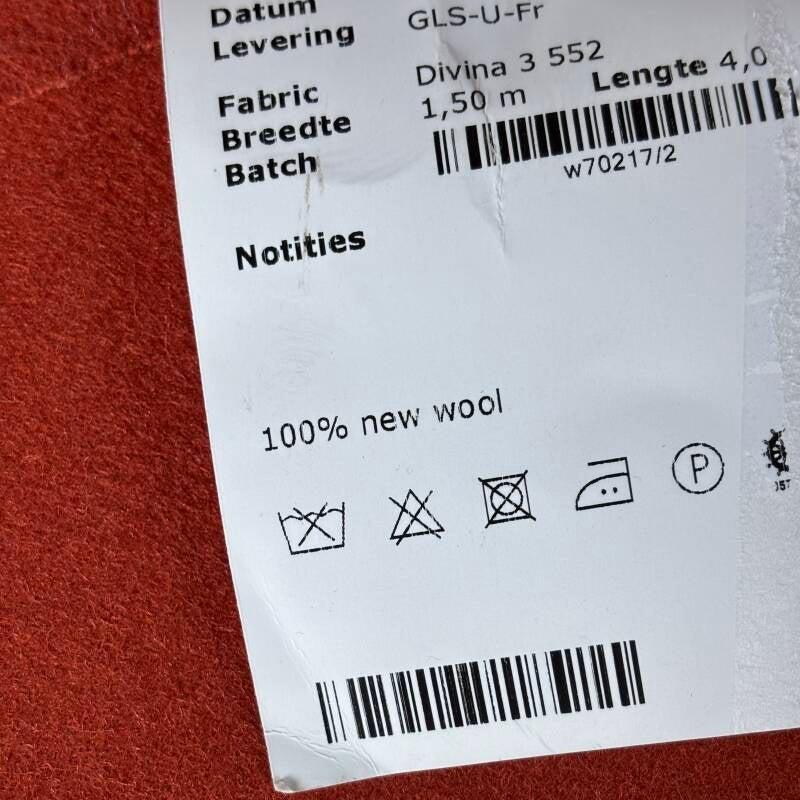 Datum
Levering GLS-U-Fr
Fabric Divina 3 552
Breedte 1,50 m Lengte 4,0
Batch
w70217/2
Notities
100% new wool
P